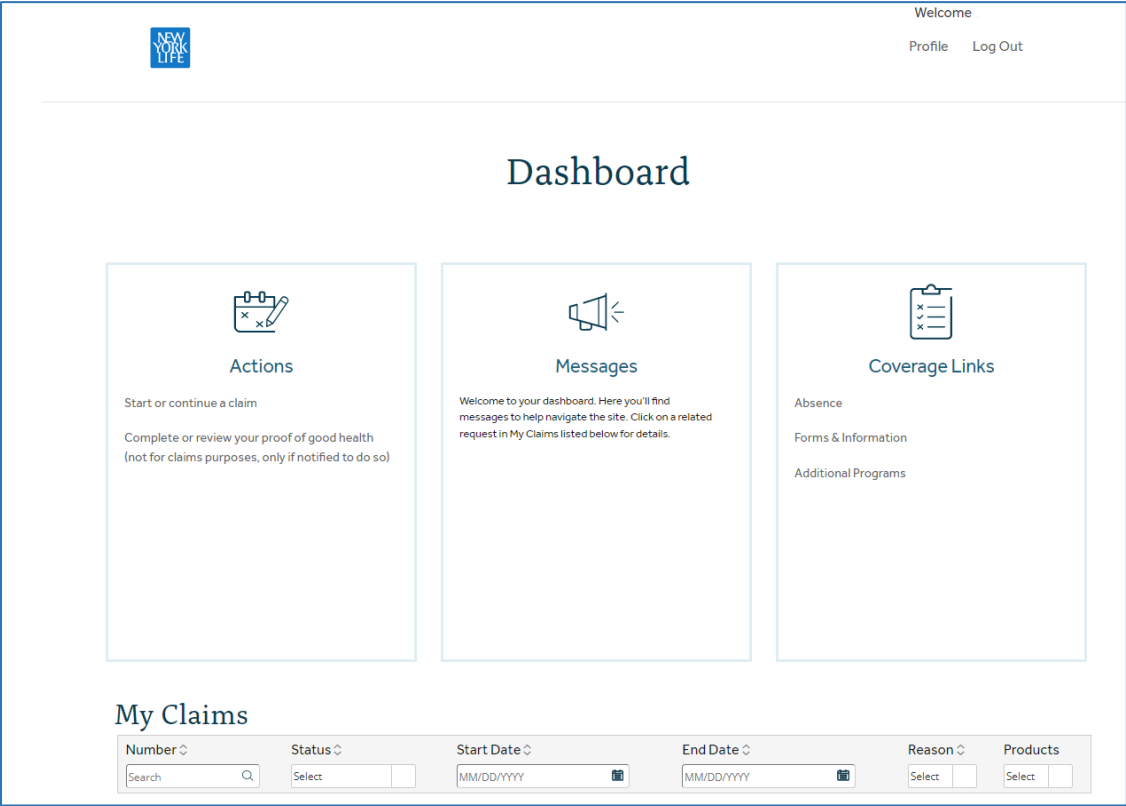 Welcome
NEW
YORK
LIFE
Profile Log Out
Dashboard
Actions
Start or continue a claim
Complete or review your proof of good health
(not for claims purposes, only if notified to do so)
Messages
Welcome to your dashboard. Here you'll find
messages to help navigate the site. Click on a related
request in My Claims listed below for details.
Coverage Links
Absence
Forms & Information
Additional Programs
My Claims
Number Status Start Date End Date Reason Products
Search Select MM/DD/YYYY MM/DD/YYYY Select Select